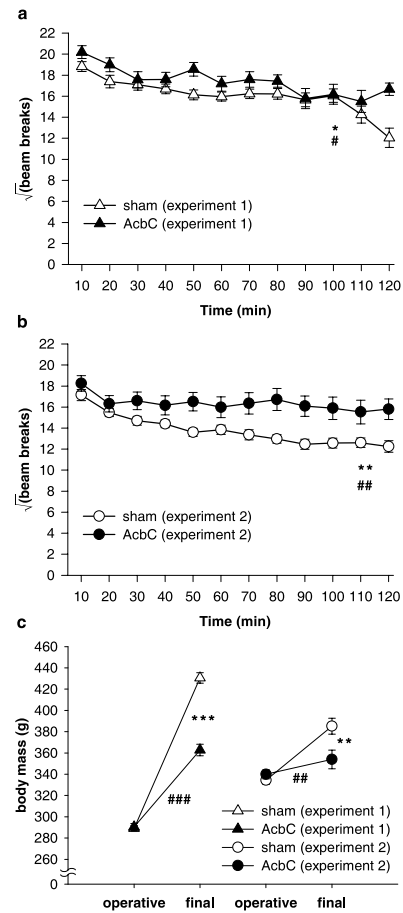 a
22
20
18
16
14
12
10
8
6
4
2
0
√(beam breaks)
*
#
sham (experiment 1)
AcbC (experiment 1)
10 20 30 40 50 60 70 80 90 100 110 120
Time (min)
b
22
20
18
16
14
12
10
8
6
4
2
0
√(beam breaks)
**
##
sham (experiment 2)
AcbC (experiment 2)
10 20 30 40 50 60 70 80 90 100 110 120
Time (min)
c
460
440
420
400
380
360
340
320
300
280
260
0
body mass (g)
***
###
**
##
sham (experiment 1)
AcbC (experiment 1)
sham (experiment 2)
AcbC (experiment 2)
operative final operative final